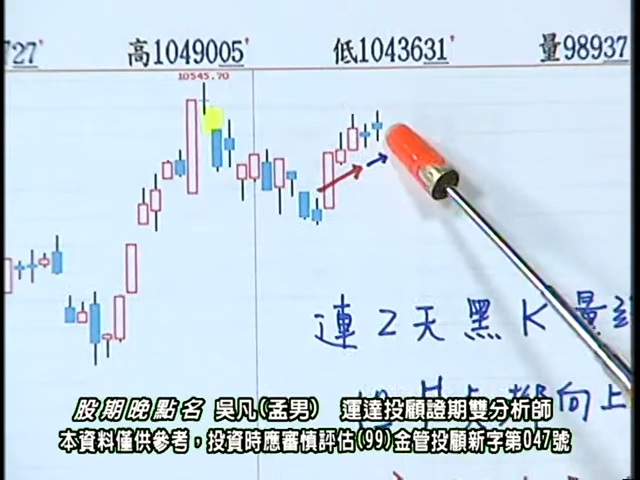 727'
高1049005'
低1043631'
量98937
10545.70
連2天黑K量
向上
股期晚點名 吳凡(孟男) 運達投顧證期雙分析師
本資料僅供參考，投資時應審慎評估(99)金管投顧新字第047號